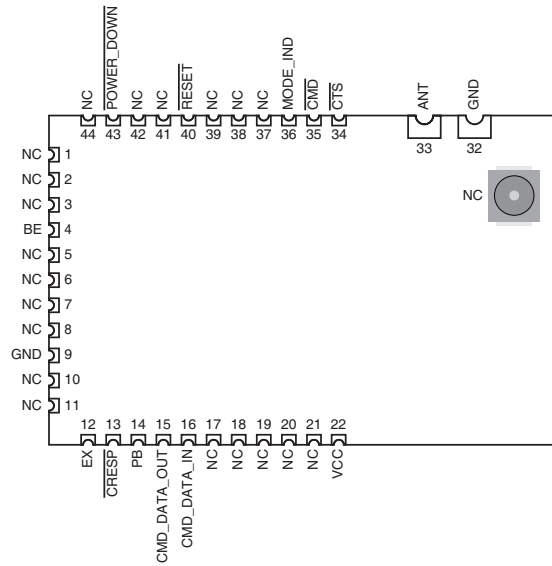 NC
POWER_DOWN
NC
NC
RESET
NC
NC
NC
MODE_IND
CMD
CTS
ANT
GND
44
43
42
41
40
39
38
37
36
35
34
33
32
NC 1
NC 2
NC 3
BE 4
NC 5
NC 6
NC 7
NC 8
GND 9
NC 10
NC 11
NC
12
13
14
15
16
17
18
19
20
21
22
EX
CRESP
PB
CMD_DATA_OUT
CMD_DATA_IN
NC
NC
NC
NC
NC
VCC